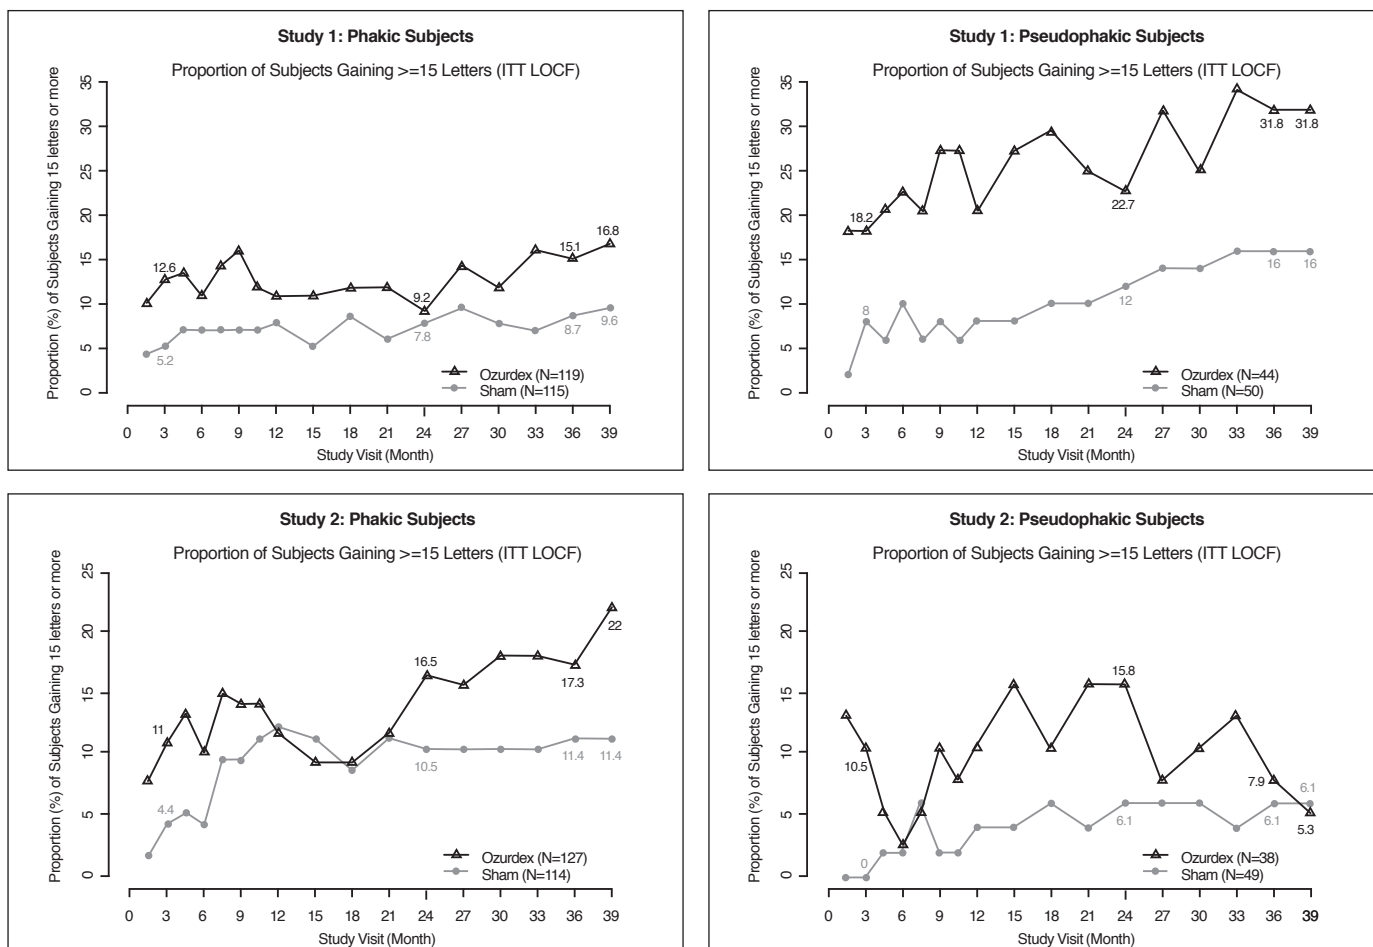 Study 1: Phakic Subjects
Proportion of Subjects Gaining >=15 Letters (ITT LOCF)
Proportion (%) of Subjects Gaining 15 letters or more
35
30
25
20
15
10
5
0
12.6
9.2
15.1
16.8
5.2
7.8
8.7
9.6
Ozurdex (N=119)
Sham (N=115)
0 3 6 9 12 15 18 21 24 27 30 33 36 39
Study Visit (Month)
Study 1: Pseudophakic Subjects
Proportion of Subjects Gaining >=15 Letters (ITT LOCF)
Proportion (%) of Subjects Gaining 15 letters or more
35
30
25
20
15
10
5
0
18.2
22.7
31.8
31.8
8
12
16
16
Ozurdex (N=44)
Sham (N=50)
0 3 6 9 12 15 18 21 24 27 30 33 36 39
Study Visit (Month)
Study 2: Phakic Subjects
Proportion of Subjects Gaining >=15 Letters (ITT LOCF)
Proportion (%) of Subjects Gaining 15 letters or more
25
20
15
10
5
0
11
16.5
17.3
22
4.4
10.5
11.4
11.4
Ozurdex (N=127)
Sham (N=114)
0 3 6 9 12 15 18 21 24 27 30 33 36 39
Study Visit (Month)
Study 2: Pseudophakic Subjects
Proportion of Subjects Gaining >=15 Letters (ITT LOCF)
Proportion (%) of Subjects Gaining 15 letters or more
25
20
15
10
5
0
10.5
15.8
7.9
5.3
0
6.1
6.1
6.1
Ozurdex (N=38)
Sham (N=49)
0 3 6 9 12 15 18 21 24 27 30 33 36 39
Study Visit (Month)